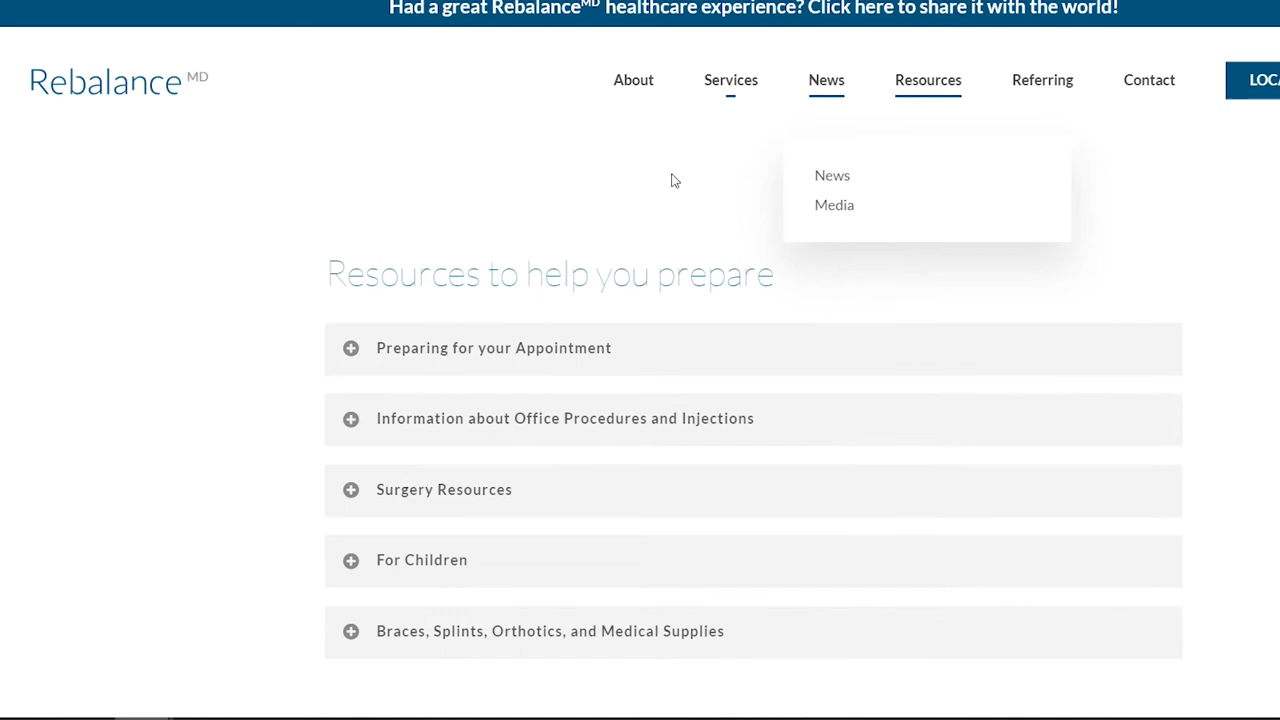 Had a great Rebalanceᴹᴰ healthcare experience? Click here to share it with the world!
Rebalance MD
About Services News Resources Referring Contact LOCA
News
Media
Resources to help you prepare
Preparing for your Appointment
Information about Office Procedures and Injections
Surgery Resources
For Children
Braces, Splints, Orthotics, and Medical Supplies